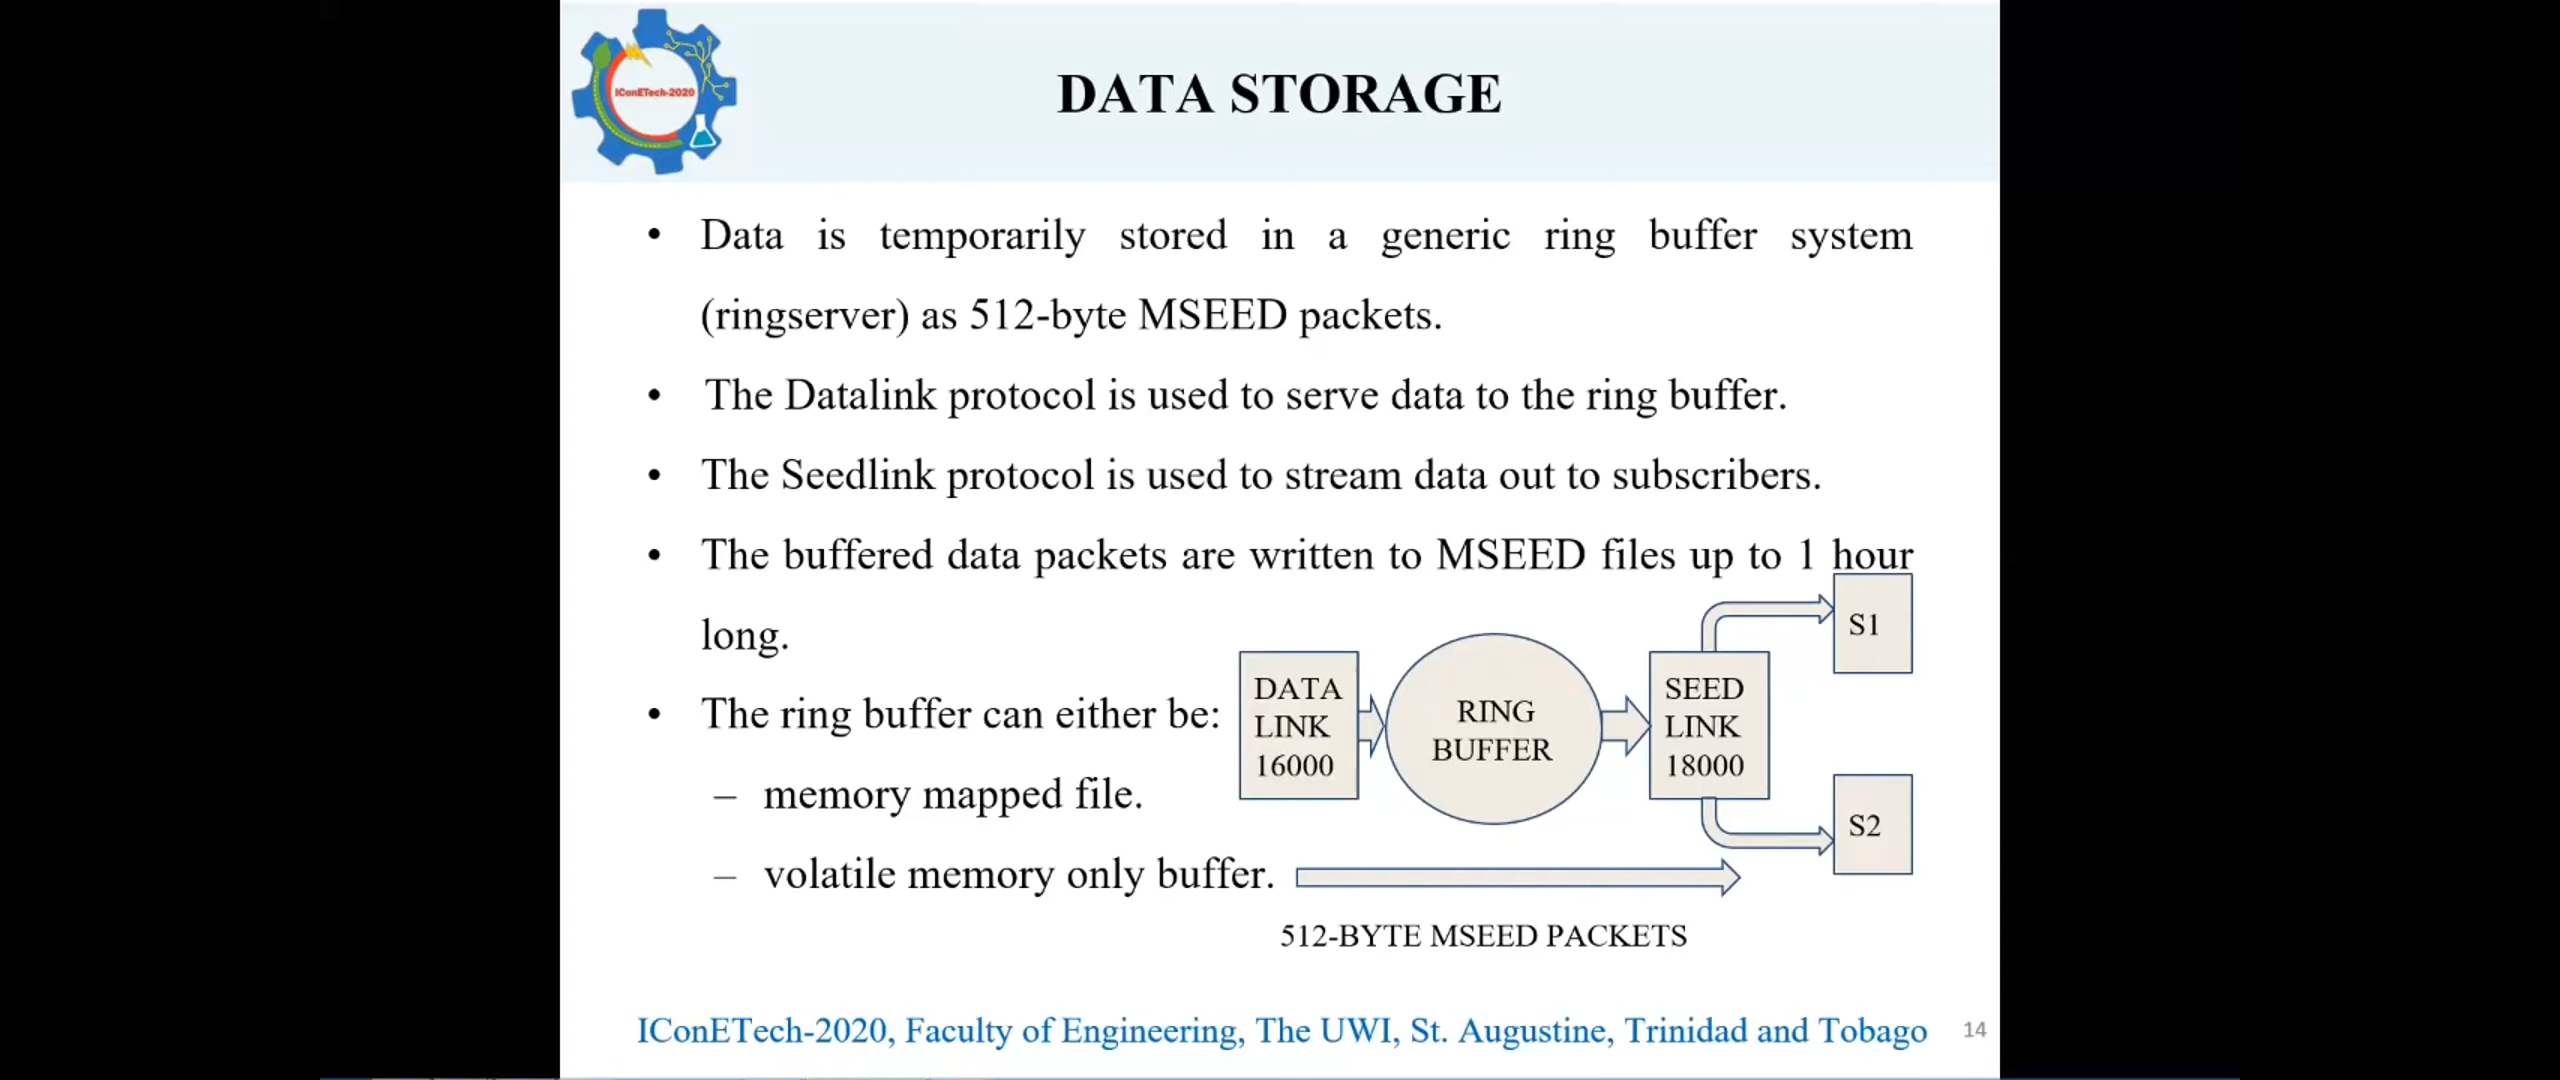 IConETech-2020
DATA STORAGE
• Data is temporarily stored in a generic ring buffer system
(ringserver) as 512-byte MSEED packets.
• The Datalink protocol is used to serve data to the ring buffer.
• The Seedlink protocol is used to stream data out to subscribers.
• The buffered data packets are written to MSEED files up to 1 hour
long.
• The ring buffer can either be:
– memory mapped file.
– volatile memory only buffer.
DATA
LINK
16000
RING
BUFFER
SEED
LINK
18000
S1
S2
512-BYTE MSEED PACKETS
IConETech-2020, Faculty of Engineering, The UWI, St. Augustine, Trinidad and Tobago
14